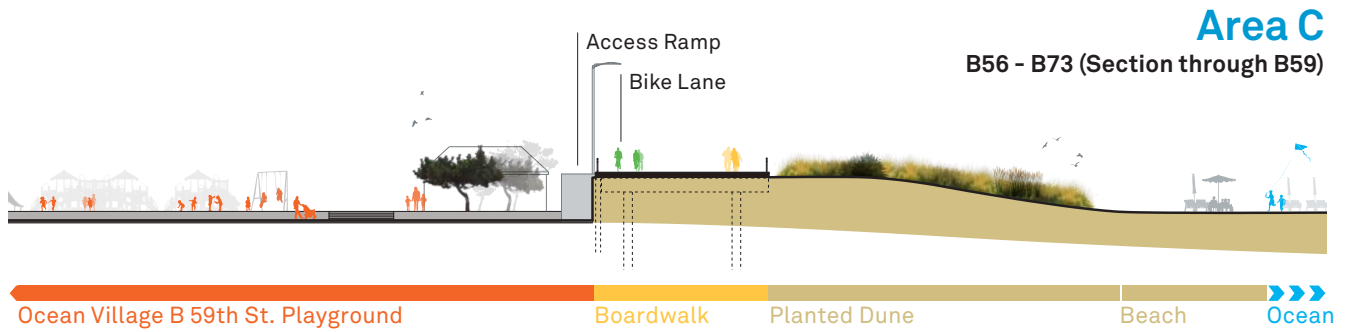 Area C
B56 - B73 (Section through B59)
Access Ramp
Bike Lane
Ocean Village B 59th St. Playground
Boardwalk
Planted Dune
Beach
Ocean